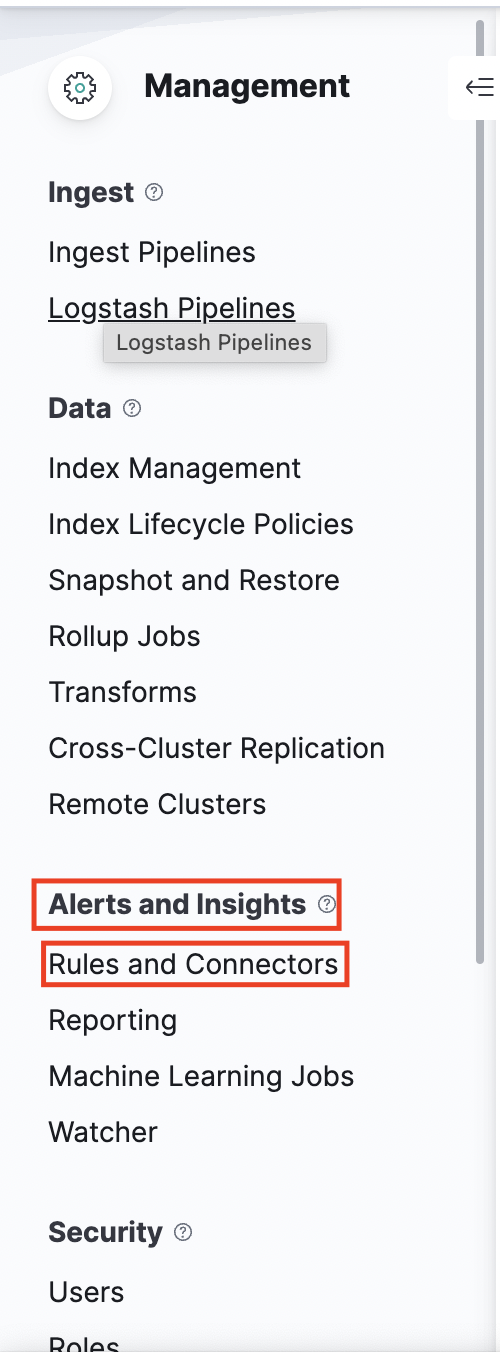 Management
Ingest
Ingest Pipelines
Logstash Pipelines
Logstash Pipelines
Data
Index Management
Index Lifecycle Policies
Snapshot and Restore
Rollup Jobs
Transforms
Cross-Cluster Replication
Remote Clusters
Alerts and Insights
Rules and Connectors
Reporting
Machine Learning Jobs
Watcher
Security
Users
Roles